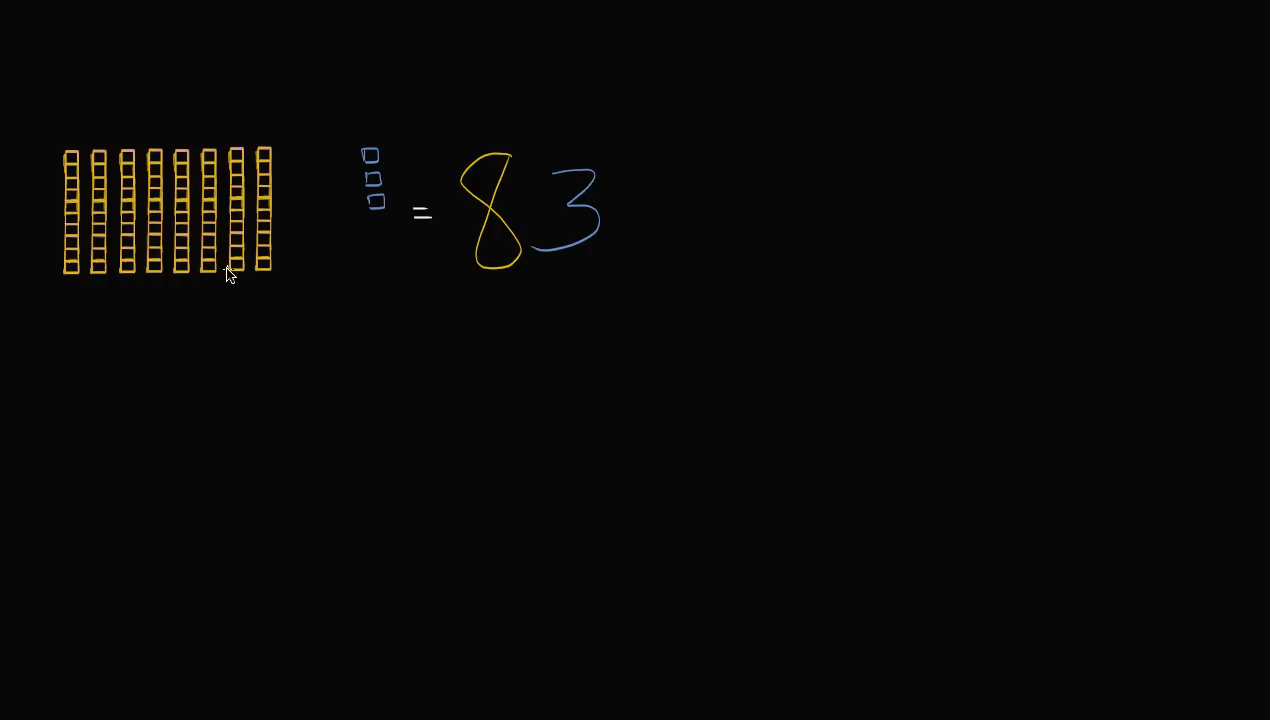 = 83